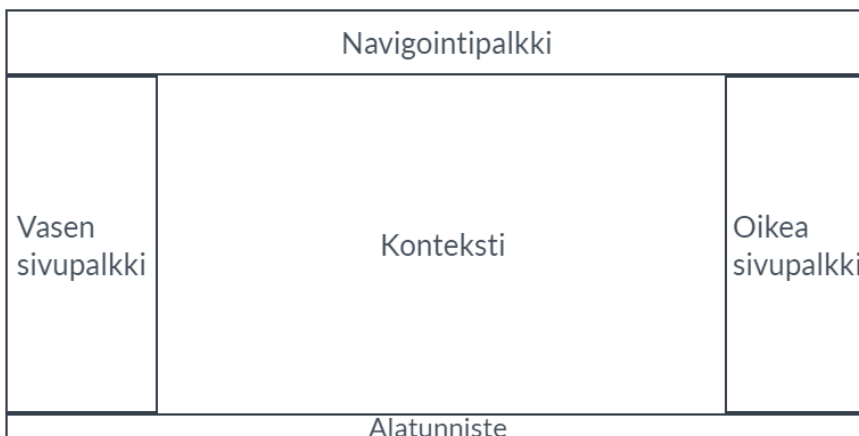 Navigointipalkki
Vasen
sivupalkki
Konteksti
Oikea
sivupalkki
Alatunniste